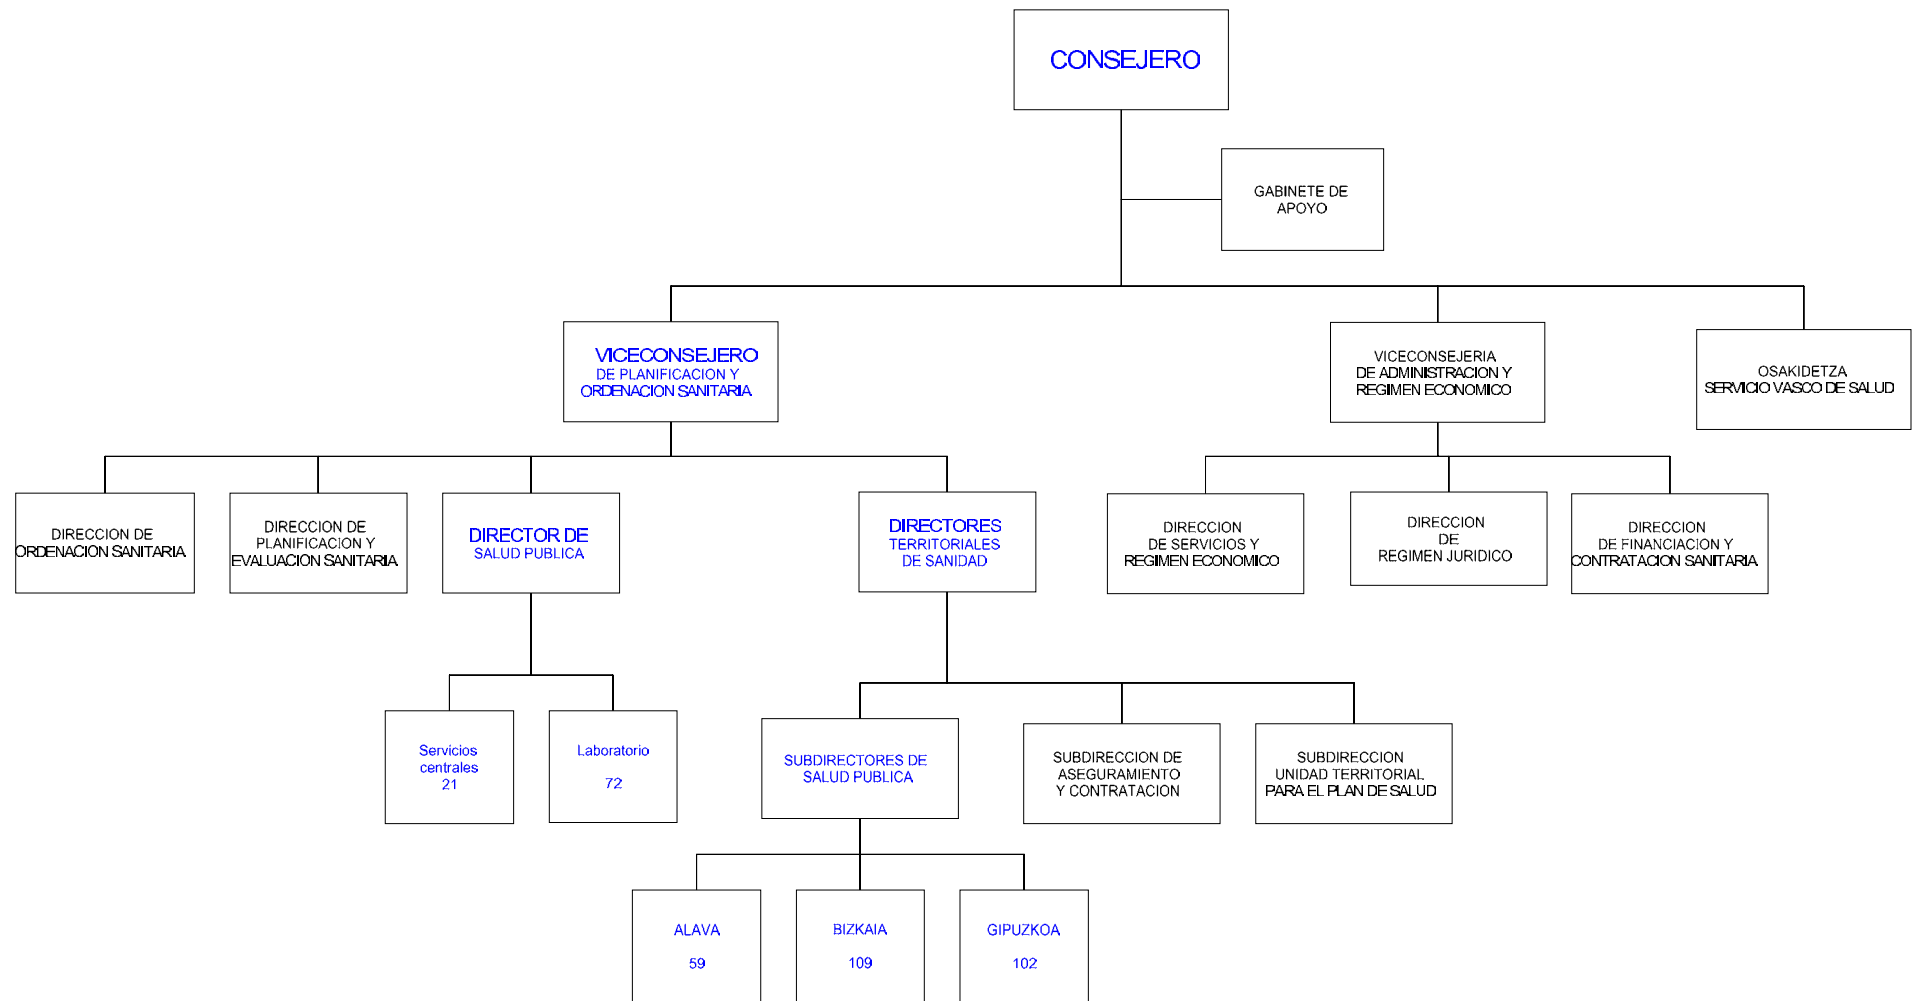 CONSEJERO
GABINETE DE
APOYO
VICECONSEJERO
DE PLANIFICACION Y
ORDENACION SANITARIA
VICECONSEJERIA
DE ADMINISTRACION Y
REGIMEN ECONOMICO
OSAKIDETZA
SERVICIO VASCO DE SALUD
DIRECCION DE
ORDENACION SANITARIA
DIRECCION DE
PLANIFICACION Y
EVALUACION SANITARIA
DIRECTOR DE
SALUD PUBLICA
DIRECTORES
TERRITORIALES
DE SANIDAD
DIRECCION
DE SERVICIOS Y
REGIMEN ECONOMICO
DIRECCION
DE
REGIMEN JURIDICO
DIRECCION
DE FINANCIACION Y
CONTRATACION SANITARIA
Servicios
centrales
21
Laboratorio
72
SUBDIRECTORES DE
SALUD PUBLICA
SUBDIRECCION DE
ASEGURAMIENTO
Y CONTRATACION
SUBDIRECCION
UNIDAD TERRITORIAL
PARA EL PLAN DE SALUD
ALAVA
59
BIZKAIA
109
GIPUZKOA
102